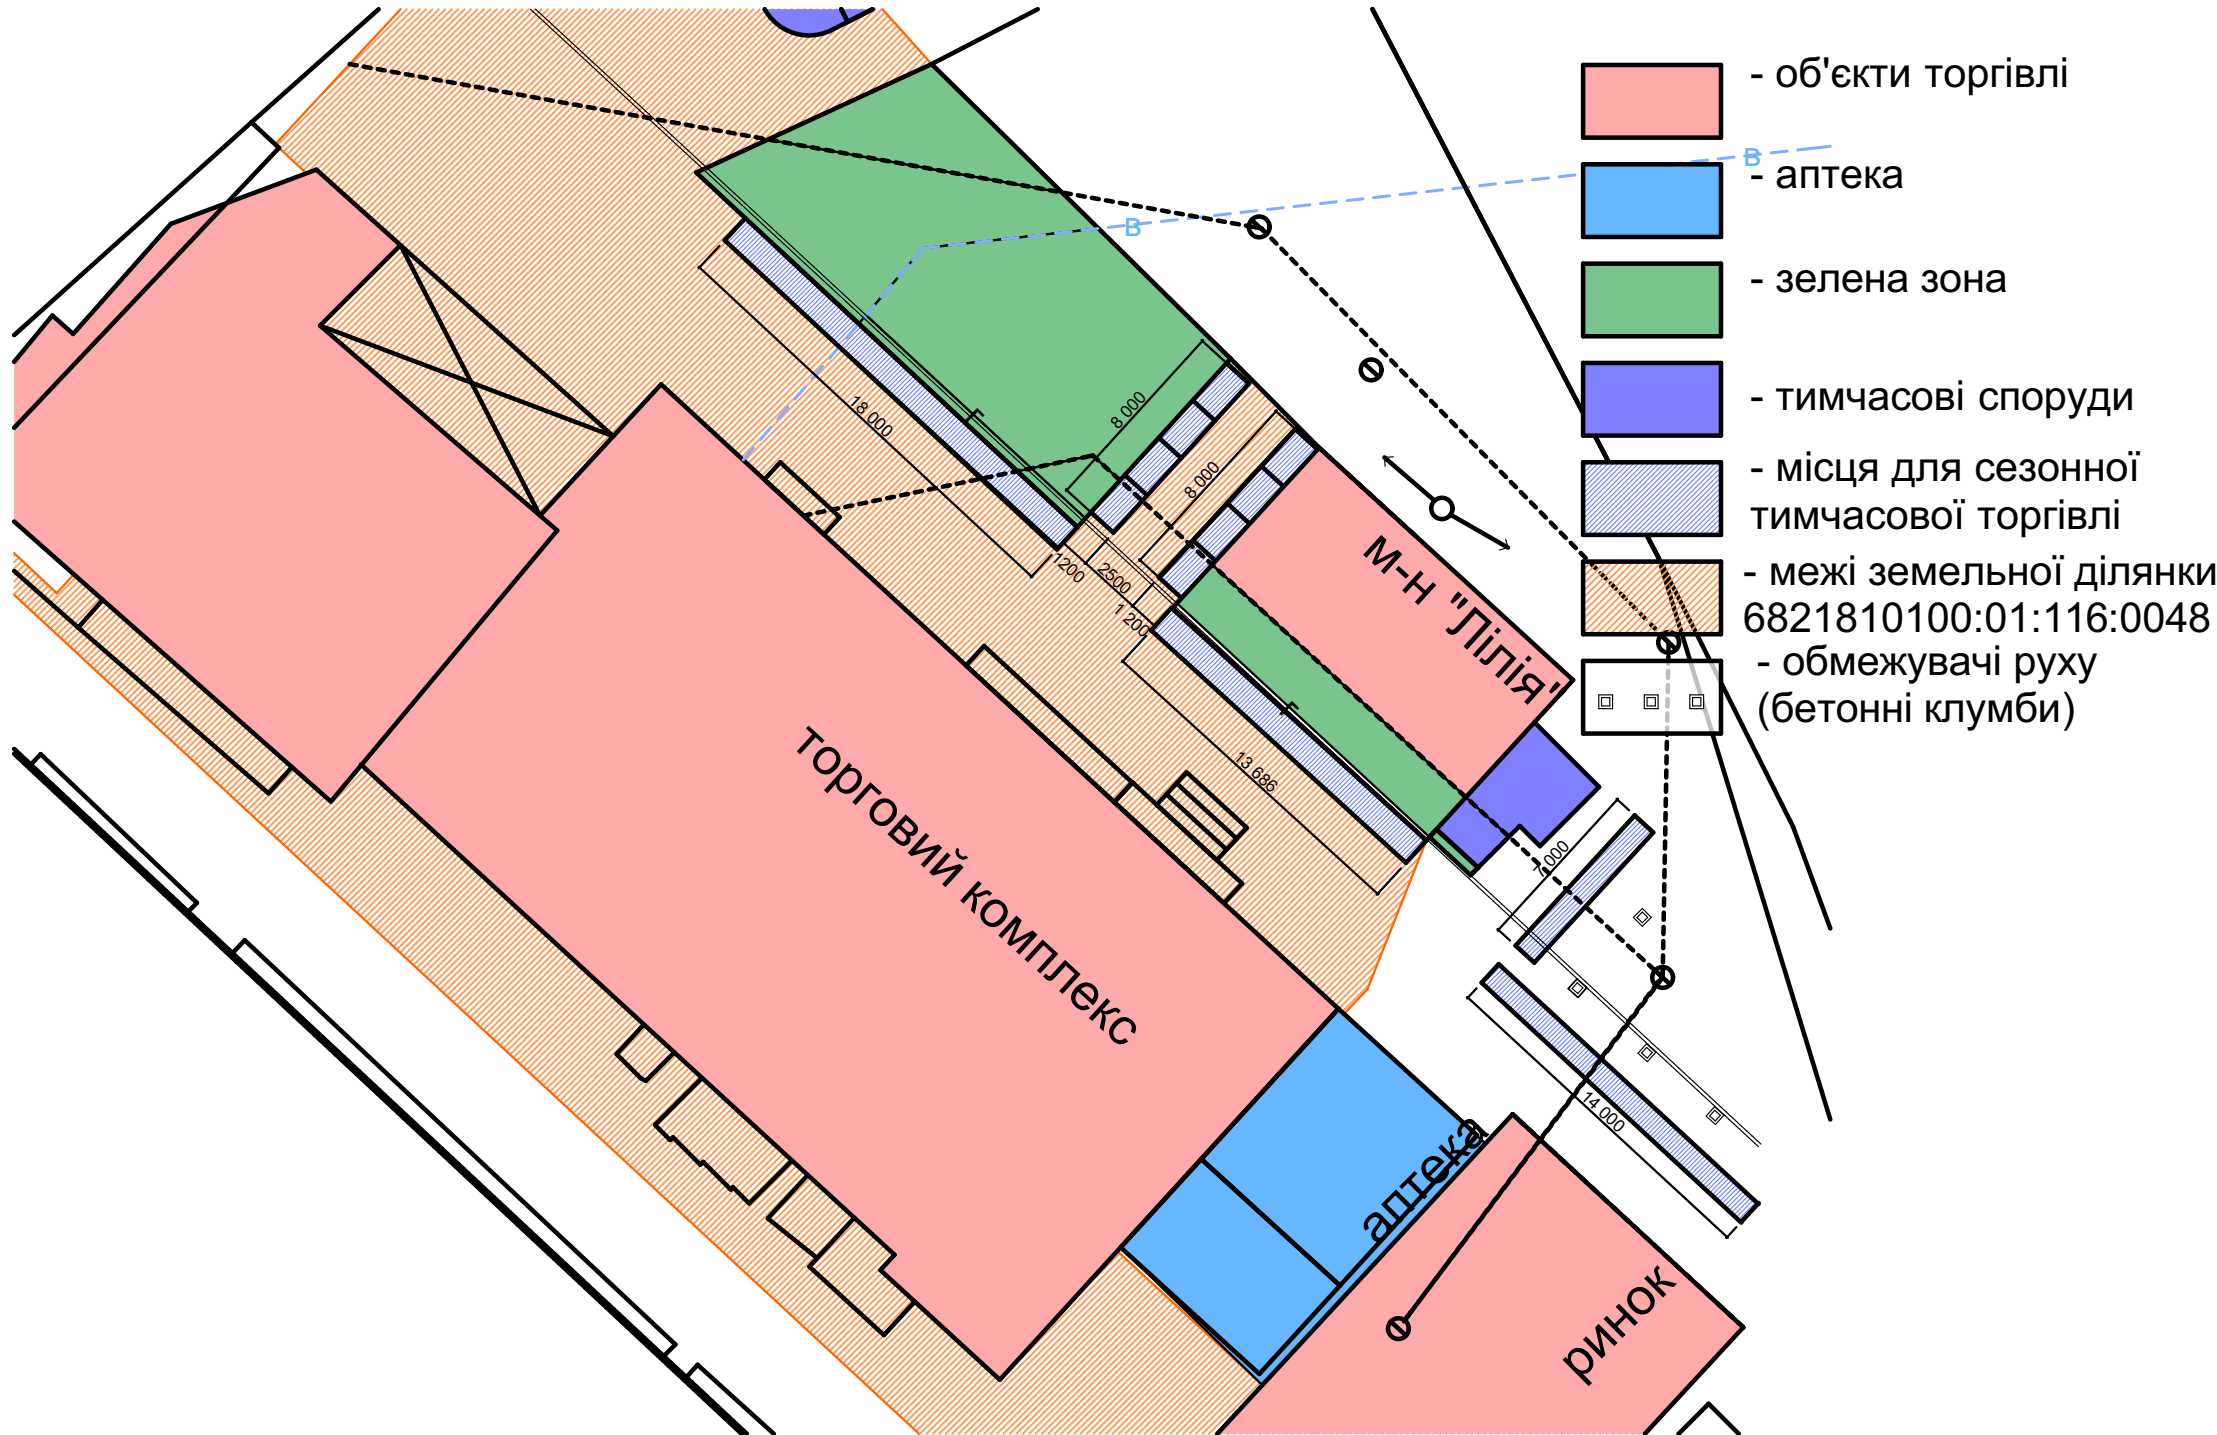 - об'єкти торгівлі
В
- аптека
- зелена зона
- тимчасові споруди
- місця для сезонної
тимчасової торгівлі
- межі земельної ділянки
6821810100:01:116:0048
- обмежувачі руху
(бетонні клумби)
В
18 000
Г
8 000
8 000
1200
2500
1 200
м-н "Лілія"
Г
13 686
торговий комплекс
7 000
14 000
аптека
ринок